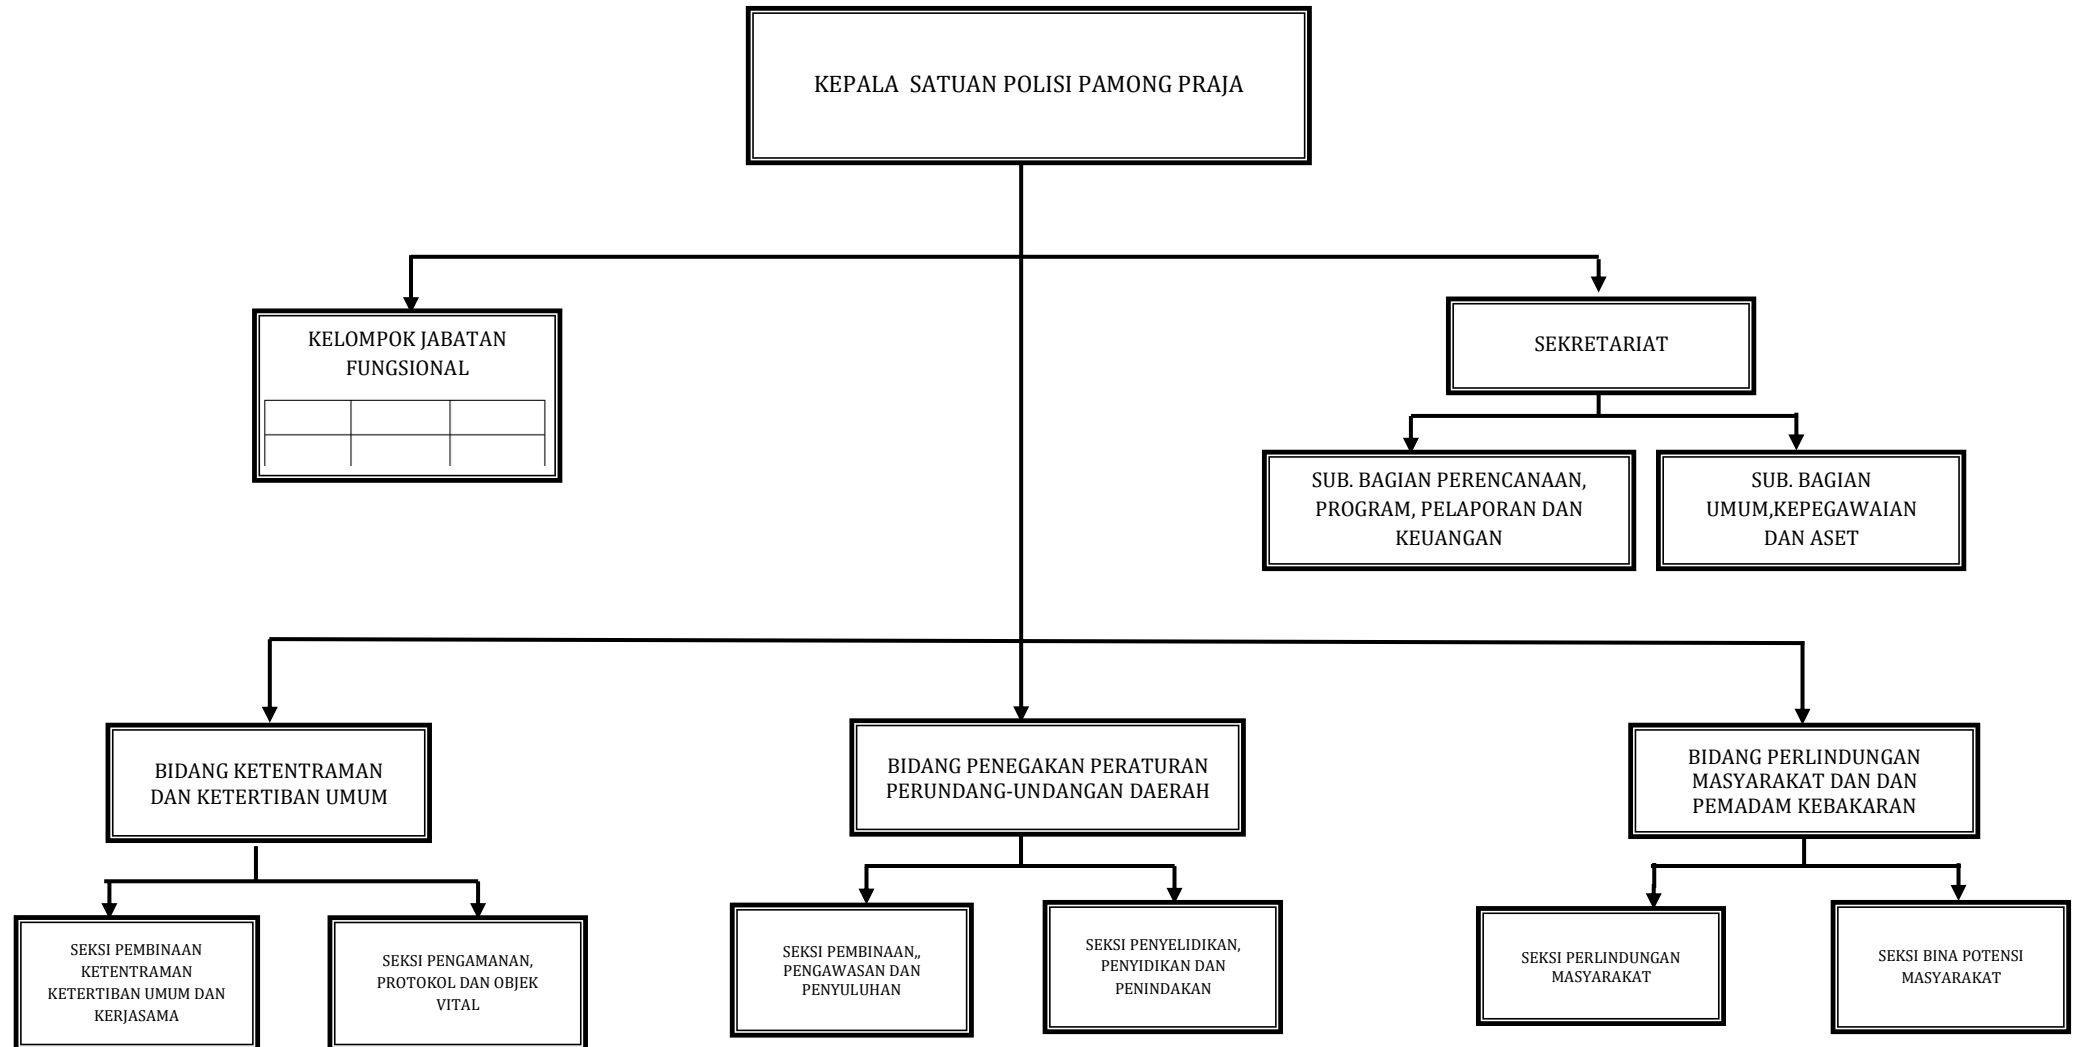 KEPALA  SATUAN POLISI PAMONG PRAJA
KELOMPOK JABATAN
FUNGSIONAL
SEKRETARIAT
SUB. BAGIAN PERENCANAAN,
PROGRAM, PELAPORAN DAN
KEUANGAN
SUB. BAGIAN
UMUM,KEPEGAWAIAN
DAN ASET
BIDANG KETENTRAMAN
DAN KETERTIBAN UMUM
BIDANG PENEGAKAN PERATURAN
PERUNDANG-UNDANGAN DAERAH
BIDANG PERLINDUNGAN
MASYARAKAT DAN DAN
PEMADAM KEBAKARAN
SEKSI PEMBINAAN
KETENTRAMAN
KETERTIBAN UMUM DAN
KERJASAMA
SEKSI PENGAMANAN,
PROTOKOL DAN OBJEK
VITAL
SEKSI PEMBINAAN,,
PENGAWASAN DAN
PENYULUHAN
SEKSI PENYELIDIKAN,
PENYIDIKAN DAN
PENINDAKAN
SEKSI PERLINDUNGAN
MASYARAKAT
SEKSI BINA POTENSI
MASYARAKAT